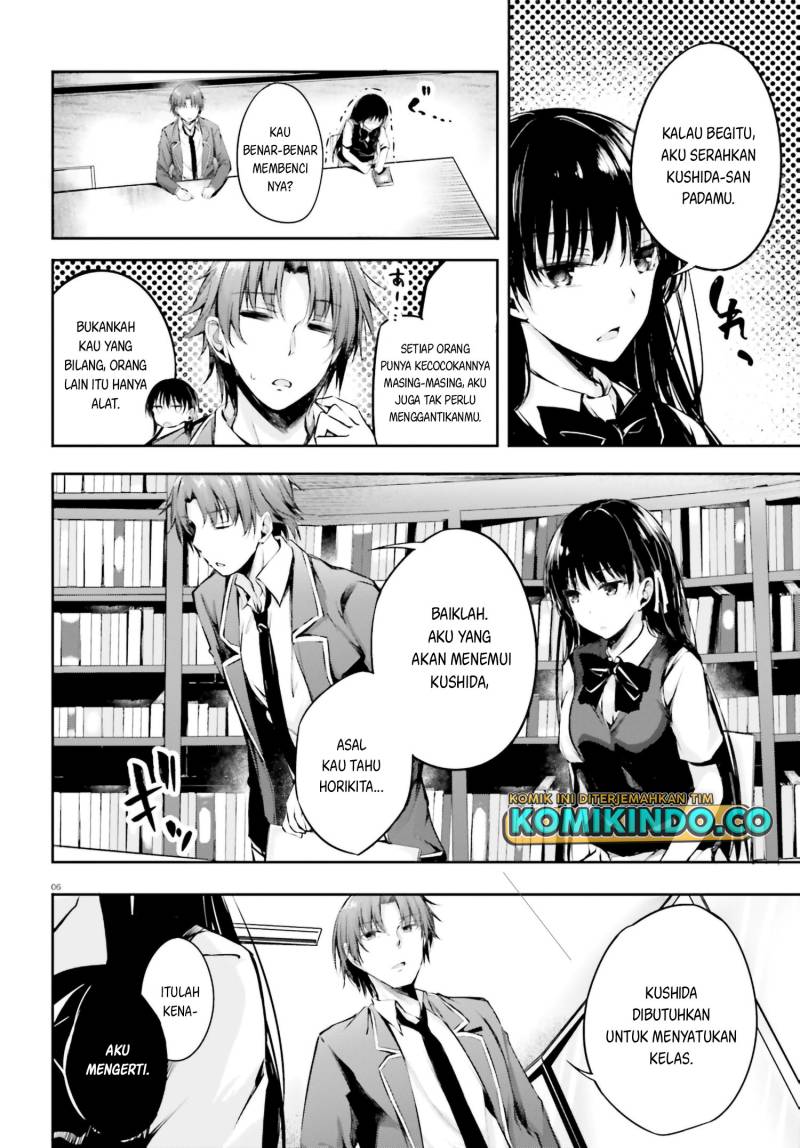 KALAU BEGITU,
AKU SERAHKAN
KUSHIDA-SAN
PADAMU.
KAU
BENAR-BENAR
MEMBENCI
NYA?
SETIAP ORANG
PUNYA KECOCOKANNYA
MASING-MASING, AKU
JUGA TAK PERLU
MENGGANTIKANMU.
BUKANKAH
KAU YANG
BILANG, ORANG
LAIN ITU HANYA
ALAT.
BAIKLAH.
AKU YANG
AKAN MENEMUI
KUSHIDA,
ASAL
KAU TAHU
HORIKITA...
KOMIK INI DITERJEMAHKAN TIM
KOMIKINDO.CO
06
KUSHIDA
DIBUTUHKAN
UNTUK MENYATUKAN
KELAS.
ITULAH
KENA-
AKU
MENGERTI.